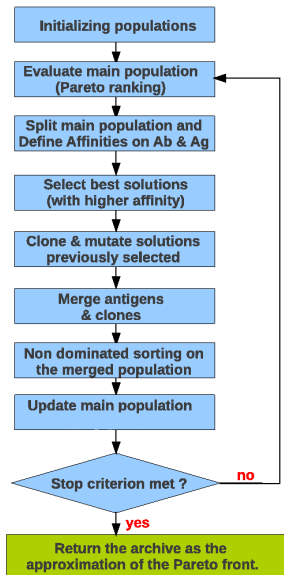 Initializing populations
Evaluate main population
(Pareto ranking)
Split main population and
Define Affinities on Ab & Ag
Select best solutions
(with higher affinity)
Clone & mutate solutions
previously selected
Merge antigens
& clones
Non dominated sorting on
the merged population
Update main population
Stop criterion met ?
no
yes
Return the archive as the
approximation of the Pareto front.